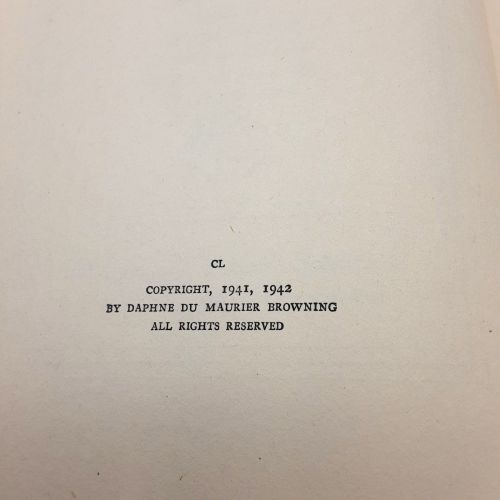 CL
COPYRIGHT, 1941, 1942
BY DAPHNE DU MAURIER BROWNING
ALL RIGHTS RESERVED